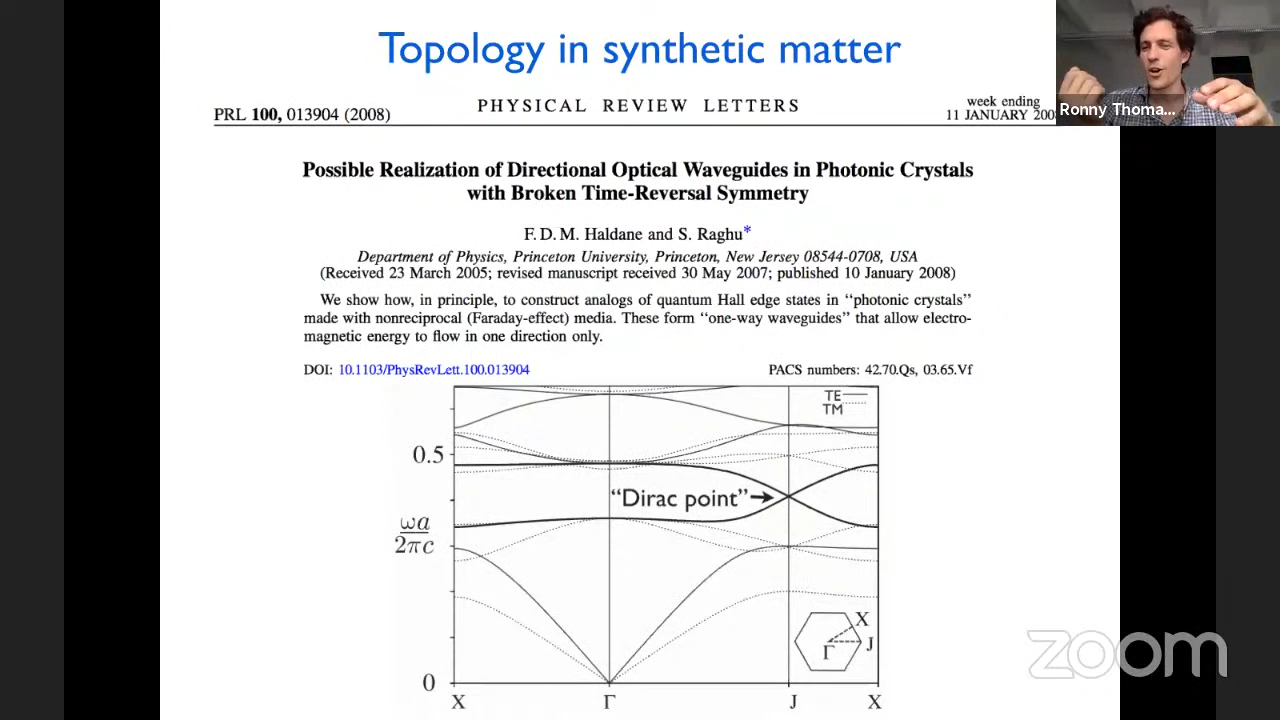 Topology in synthetic matter
Ronny Thoma...
PRL 100, 013904 (2008)
PHYSICAL REVIEW LETTERS
week ending
11 JANUARY 200
Possible Realization of Directional Optical Waveguides in Photonic Crystals
with Broken Time-Reversal Symmetry
F. D. M. Haldane and S. Raghu*
Department of Physics, Princeton University, Princeton, New Jersey 08544-0708, USA
(Received 23 March 2005; revised manuscript received 30 May 2007; published 10 January 2008)
We show how, in principle, to construct analogs of quantum Hall edge states in "photonic crystals"
made with nonreciprocal (Faraday-effect) media. These form "one-way waveguides" that allow electro-
magnetic energy to flow in one direction only.
DOI: 10.1103/PhysRevLett.100.013904
PACS numbers: 42.70.Qs, 03.65.Vf
TE
TM
0.5
"Dirac point"
ωa
2πc
X
Γ
J
0
X
Γ
J
X
zoom